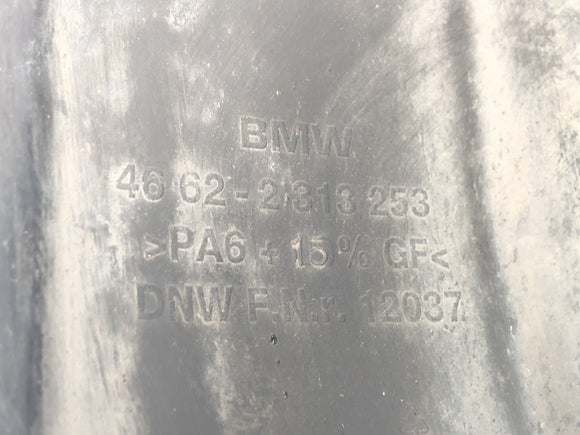 BMW
46 62 - 2 313 253
>PA6 + 15 % GF<
DNW F.Nr. 12037